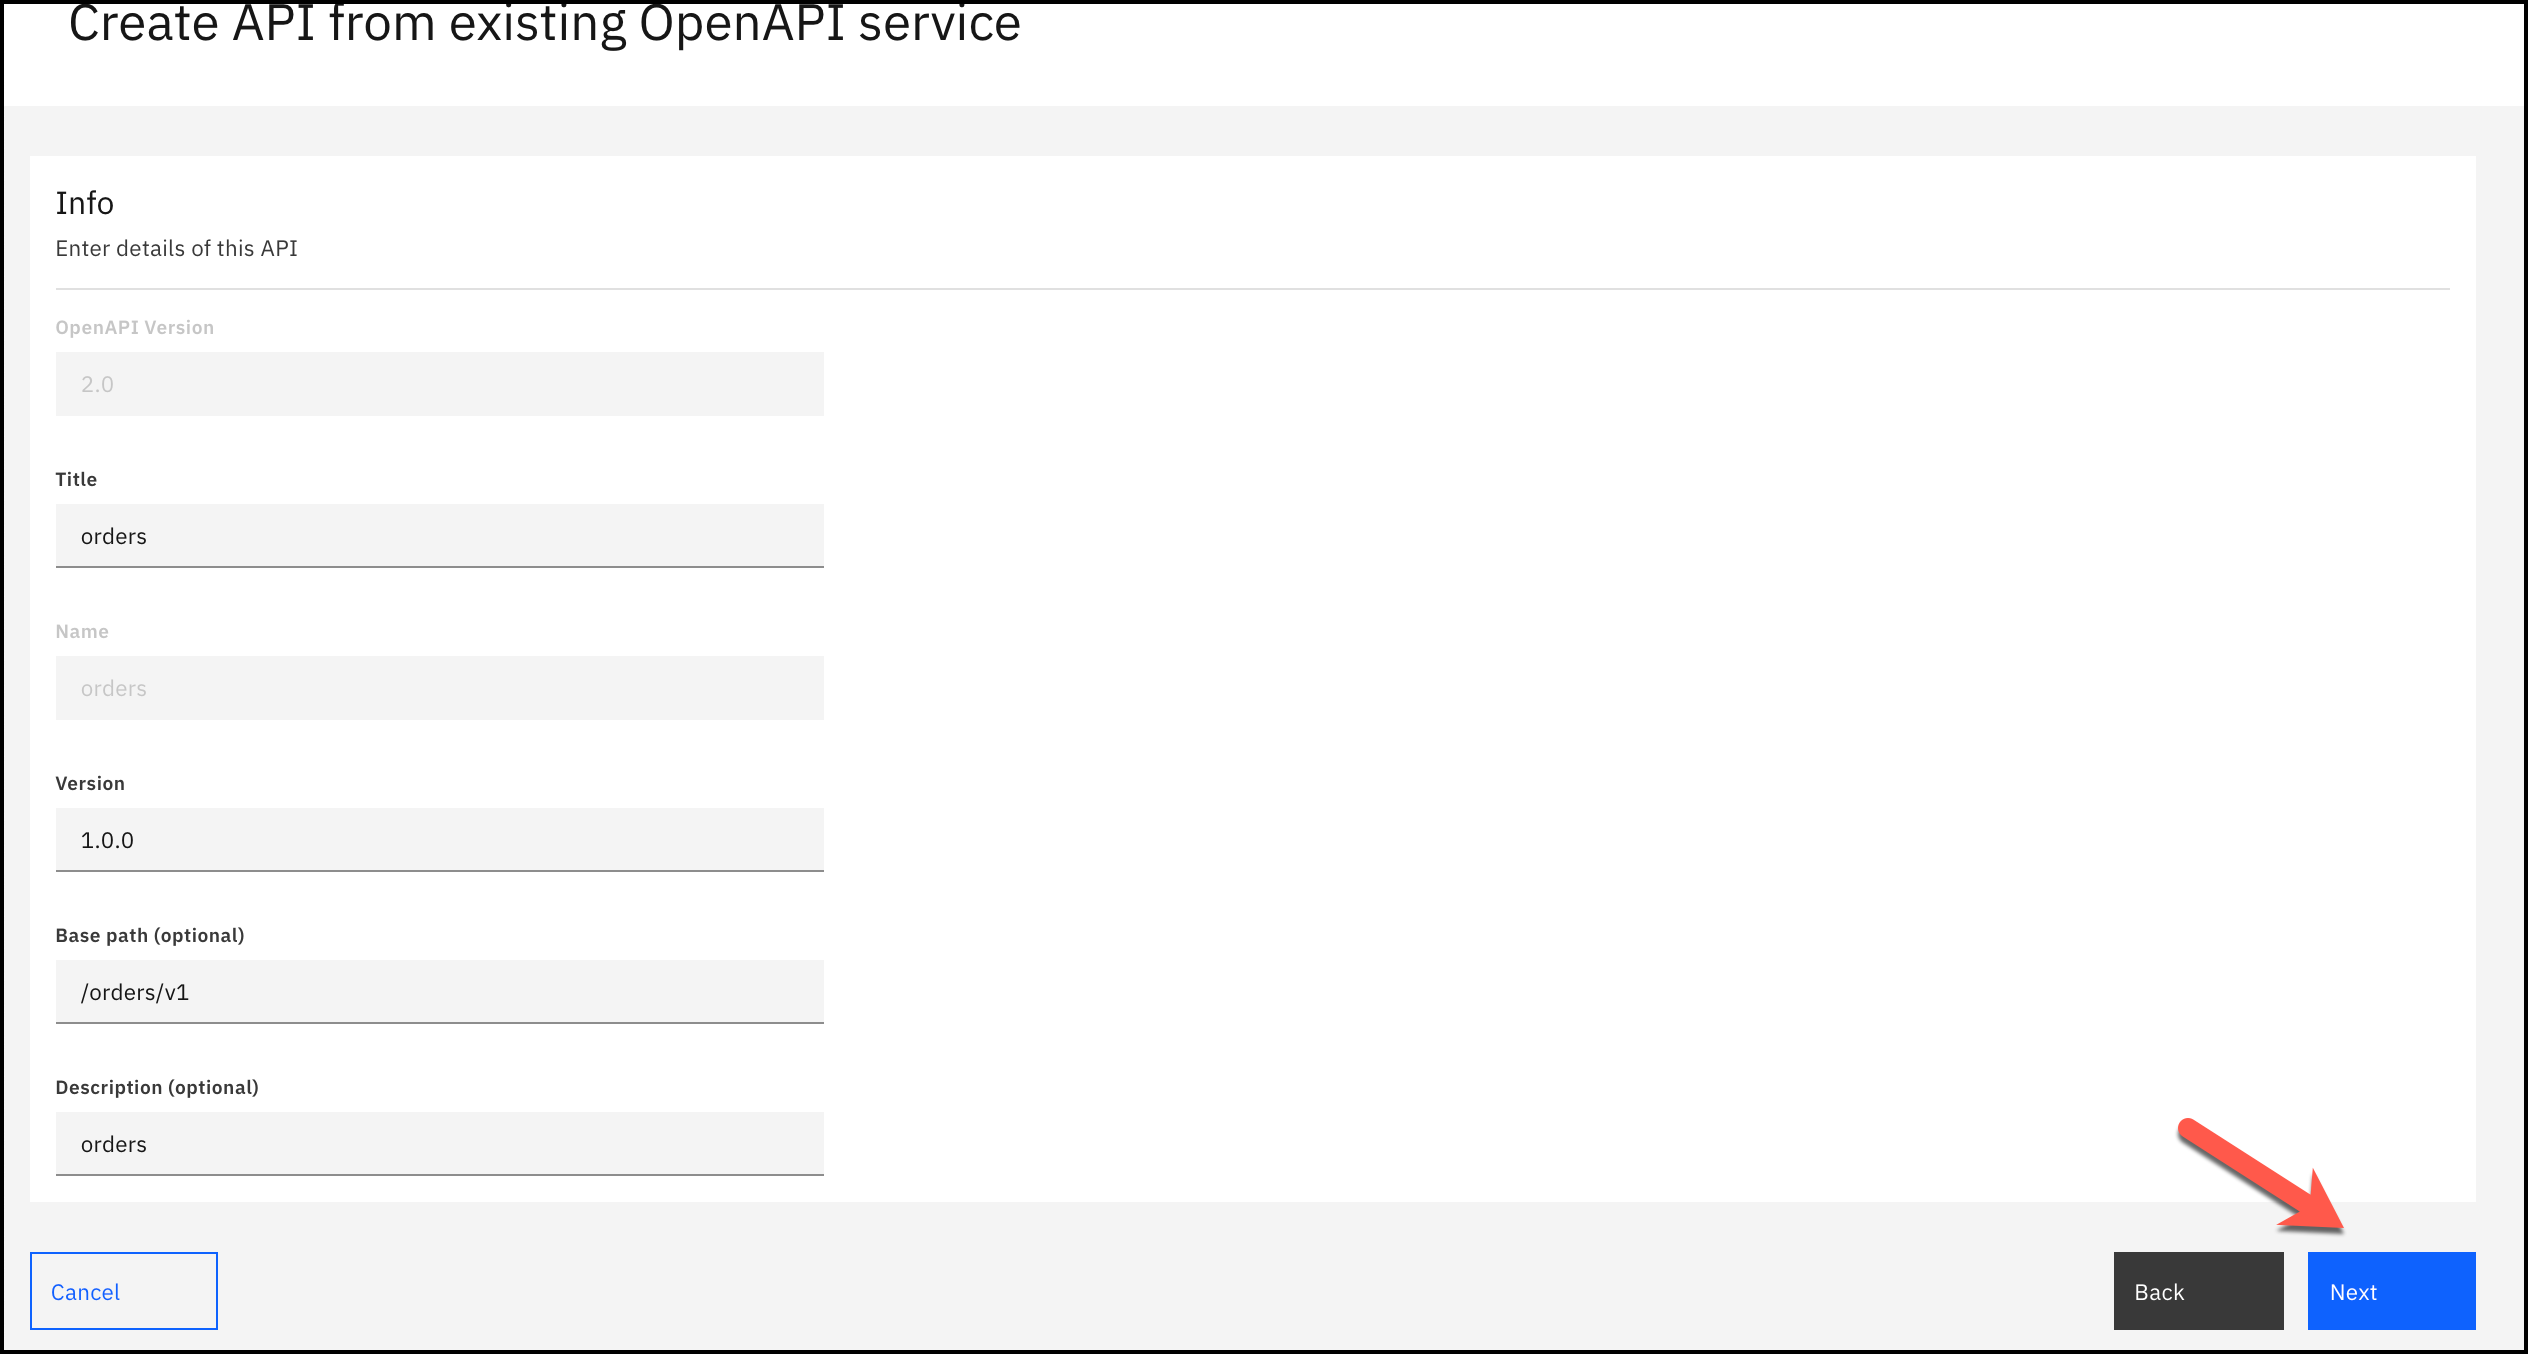 Create API from existing OpenAPI service
Info
Enter details of this API
OpenAPI Version
2.0
Title
orders
Name
orders
Version
1.0.0
Base path (optional)
/orders/v1
Description (optional)
orders
Cancel
Back
Next